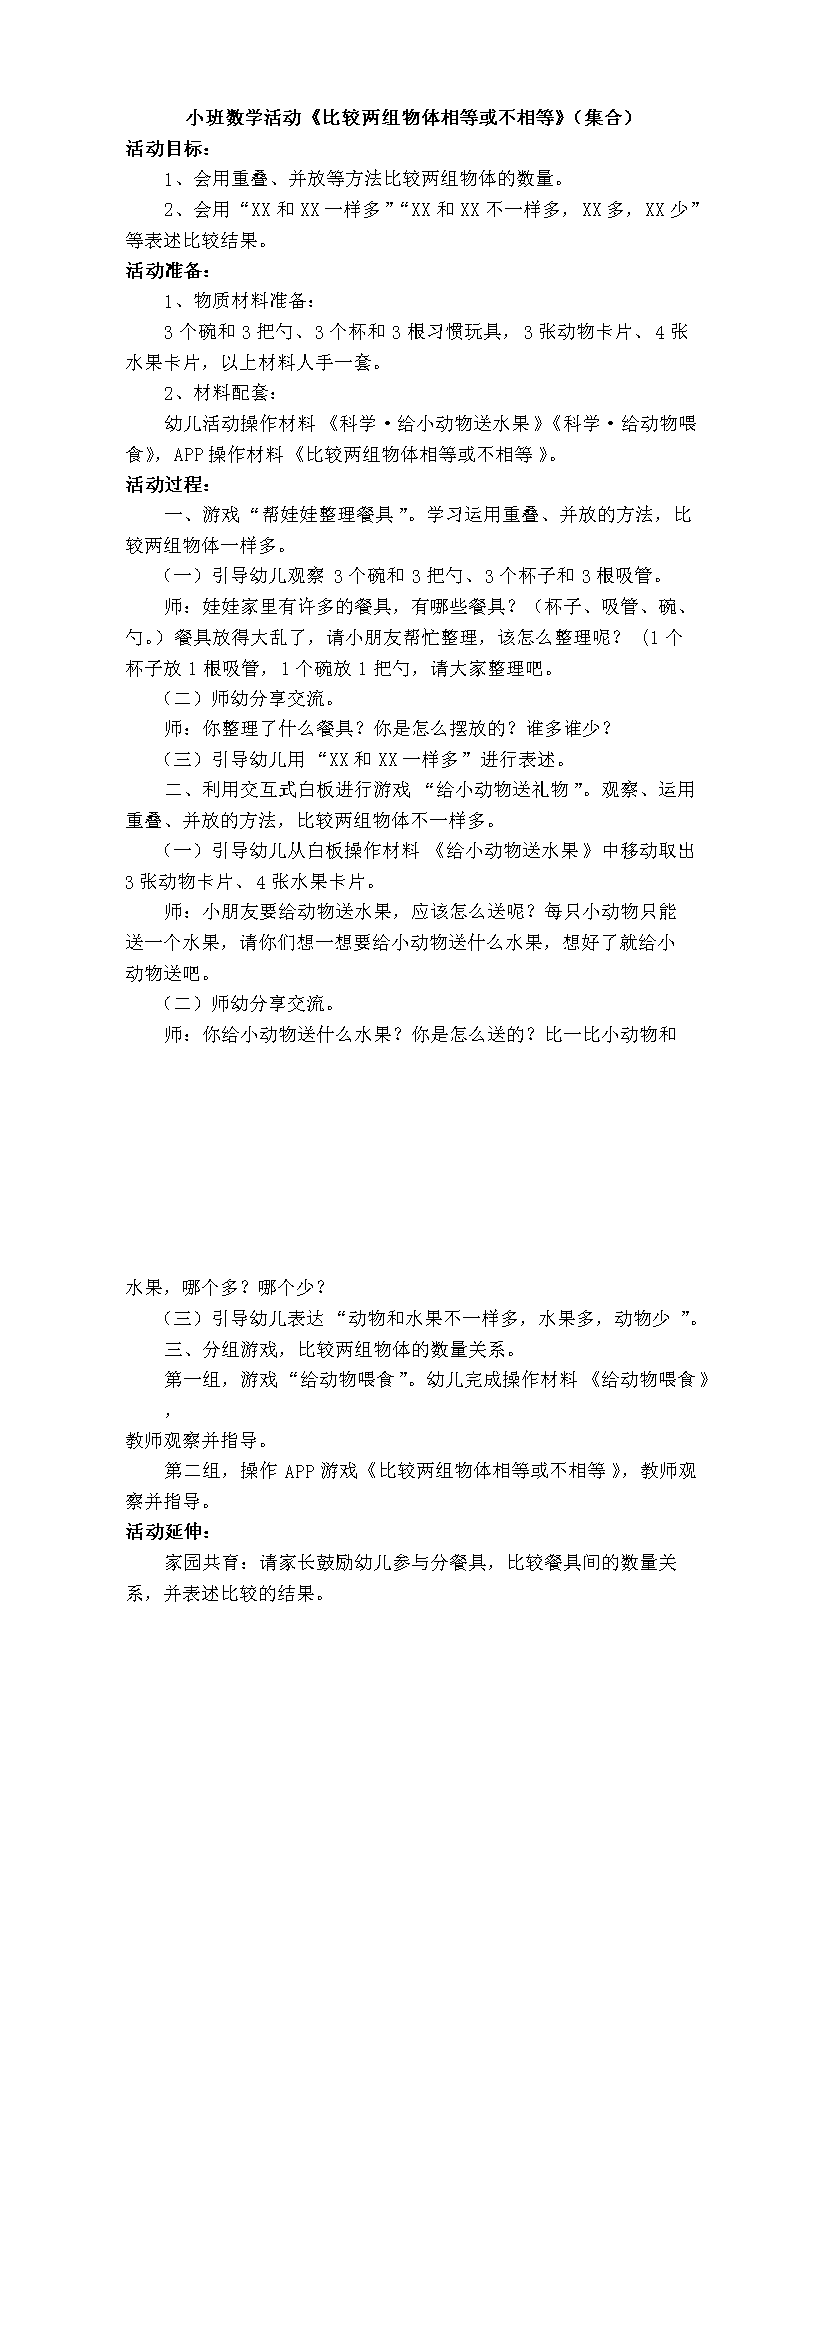 小班数学活动《比较两组物体相等或不相等》（集合）
活动目标：
1、会用重叠、并放等方法比较两组物体的数量。
2、会用“XX 和 XX 一样多”“XX 和 XX 不一样多，XX 多，XX 少”
等表述比较结果。
活动准备：
1、物质材料准备：
3 个碗和 3 把勺、3 个杯和 3 根习惯玩具，3 张动物卡片、4 张
水果卡片，以上材料人手一套。
2、材料配套：
幼儿活动操作材料《科学·给小动物送水果》《科学·给动物喂
食》，APP 操作材料《比较两组物体相等或不相等》。
活动过程：
一、游戏“帮娃娃整理餐具”。学习运用重叠、并放的方法，比
较两组物体一样多。
（一）引导幼儿观察 3 个碗和 3 把勺、3 个杯子和 3 根吸管。
师：娃娃家里有许多的餐具，有哪些餐具？（杯子、吸管、碗、
勺。）餐具放得大乱了，请小朋友帮忙整理，该怎么整理呢？（1 个
杯子放 1 根吸管，1 个碗放 1 把勺，请大家整理吧。
（二）师幼分享交流。
师：你整理了什么餐具？你是怎么摆放的？谁多谁少？
（三）引导幼儿用“XX 和 XX 一样多”进行表述。
二、利用交互式白板进行游戏“给小动物送礼物”。观察、运用
重叠、并放的方法，比较两组物体不一样多。
（一）引导幼儿从白板操作材料《给小动物送水果》中移动取出
3 张动物卡片、4 张水果卡片。
师：小朋友要给动物送水果，应该怎么送呢？每只小动物只能
送一个水果，请你们想一想要给小动物送什么水果，想好了就给小
动物送吧。
（二）师幼分享交流。
师：你给小动物送什么水果？你是怎么送的？比一比小动物和
水果，哪个多？哪个少？
（三）引导幼儿表达“动物和水果不一样多，水果多，动物少”。
三、分组游戏，比较两组物体的数量关系。
第一组，游戏“给动物喂食”。幼儿完成操作材料《给动物喂食》
，
教师观察并指导。
第二组，操作 APP 游戏《比较两组物体相等或不相等》，教师观
察并指导。
活动延伸：
家园共育：请家长鼓励幼儿参与分餐具，比较餐具间的数量关
系，并表述比较的结果。